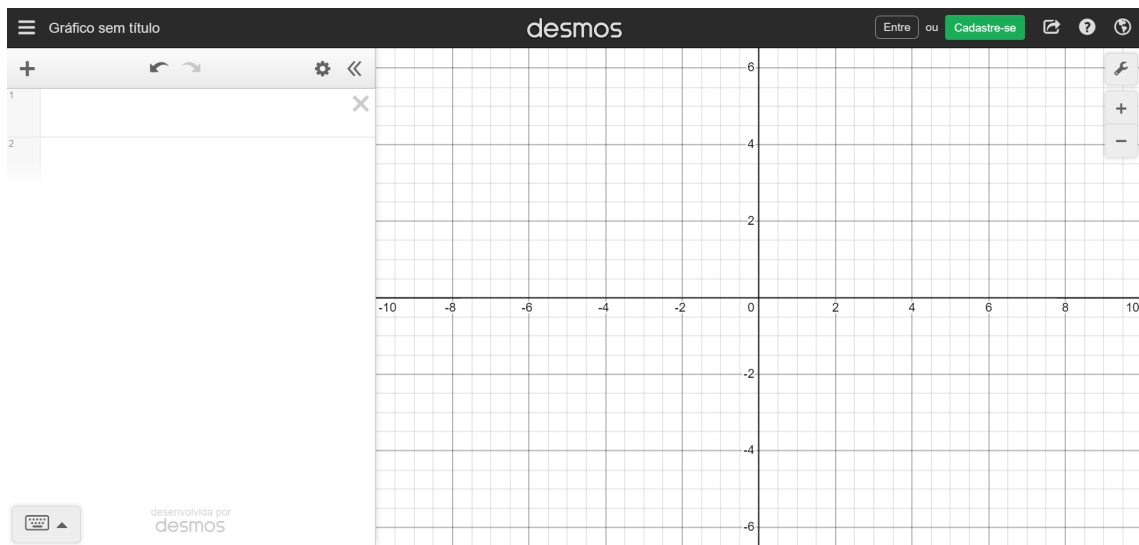 Gráfico sem título
desmos
Entre ou Cadastre-se
1
2
desenvolvida por
desmos
6
4
2
-10 -8 -6 -4 -2 0 2 4 6 8 10
-2
-4
-6